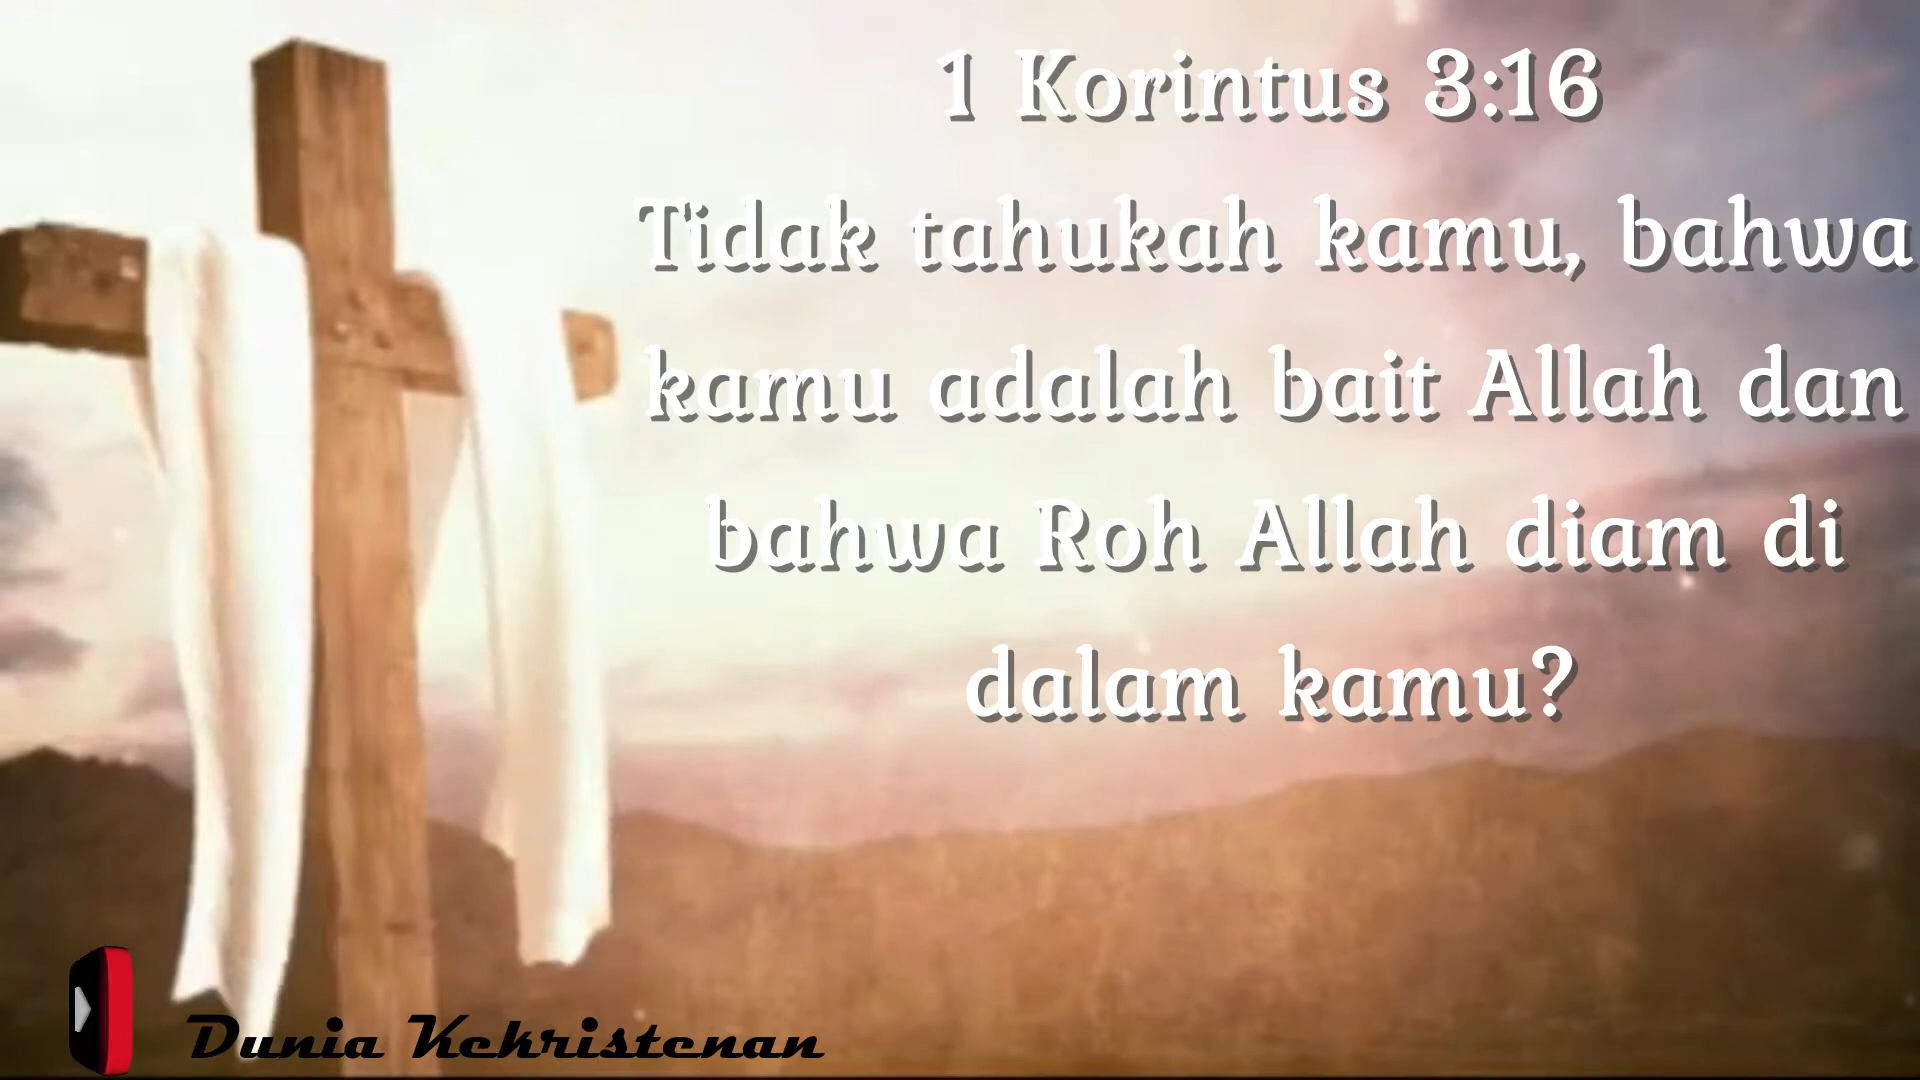 1 Korintus 3:16
Tidak tahukah kamu, bahwa
kamu adalah bait Allah dan
bahwa Roh Allah diam di
dalam kamu?
Dunia Kekristenan